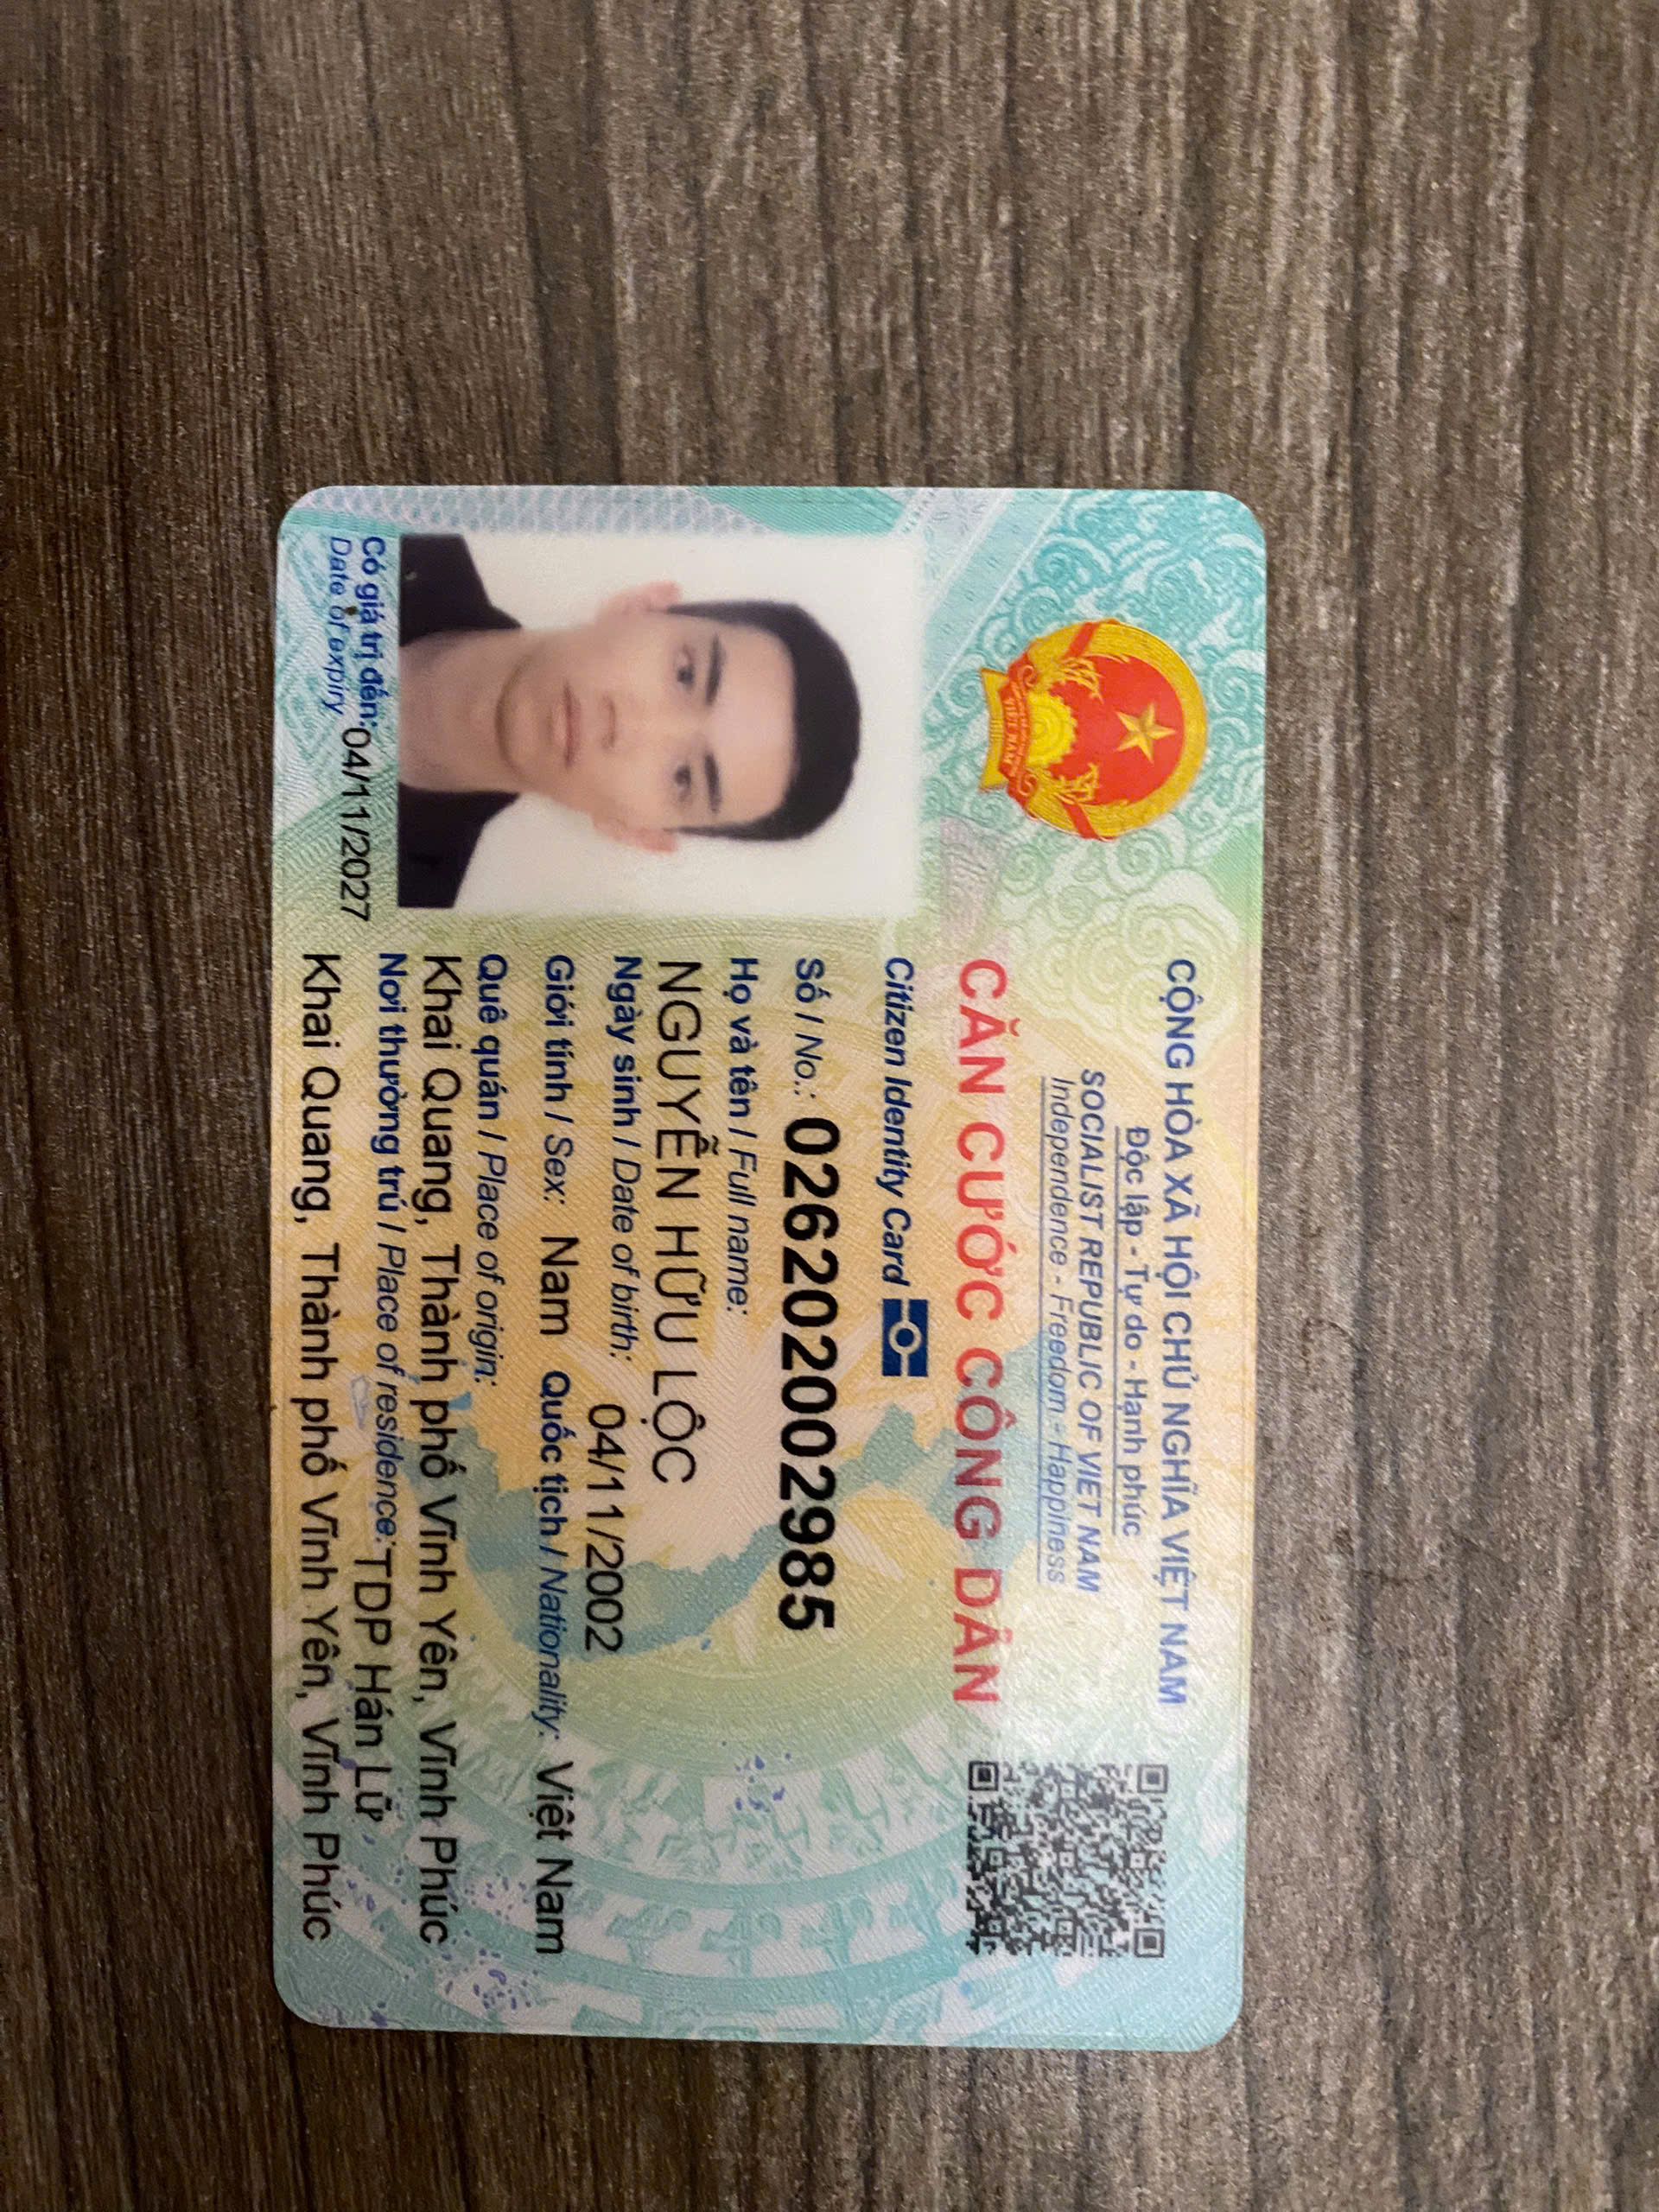 CỘNG HÒA XÃ HỘI CHỦ NGHĨA VIỆT NAM
Độc lập - Tự do - Hạnh phúc
SOCIALIST REPUBLIC OF VIET NAM
Independence - Freedom - Happiness
CĂN CƯỚC CÔNG DÂN
Citizen Identity Card
Số / No.: 026202002985
Họ và tên / Full name:
NGUYỄN HỮU LỘC
Ngày sinh / Date of birth: 04/11/2002
Giới tính / Sex: Nam Quốc tịch / Nationality: Việt Nam
Quê quán / Place of origin:
Khai Quang, Thành phố Vĩnh Yên, Vĩnh Phúc
Nơi thường trú / Place of residence: TDP Hán Lữ
Khai Quang, Thành phố Vĩnh Yên, Vĩnh Phúc
Có giá trị đến: 04/11/2027
Date of expiry
VIỆT NAM